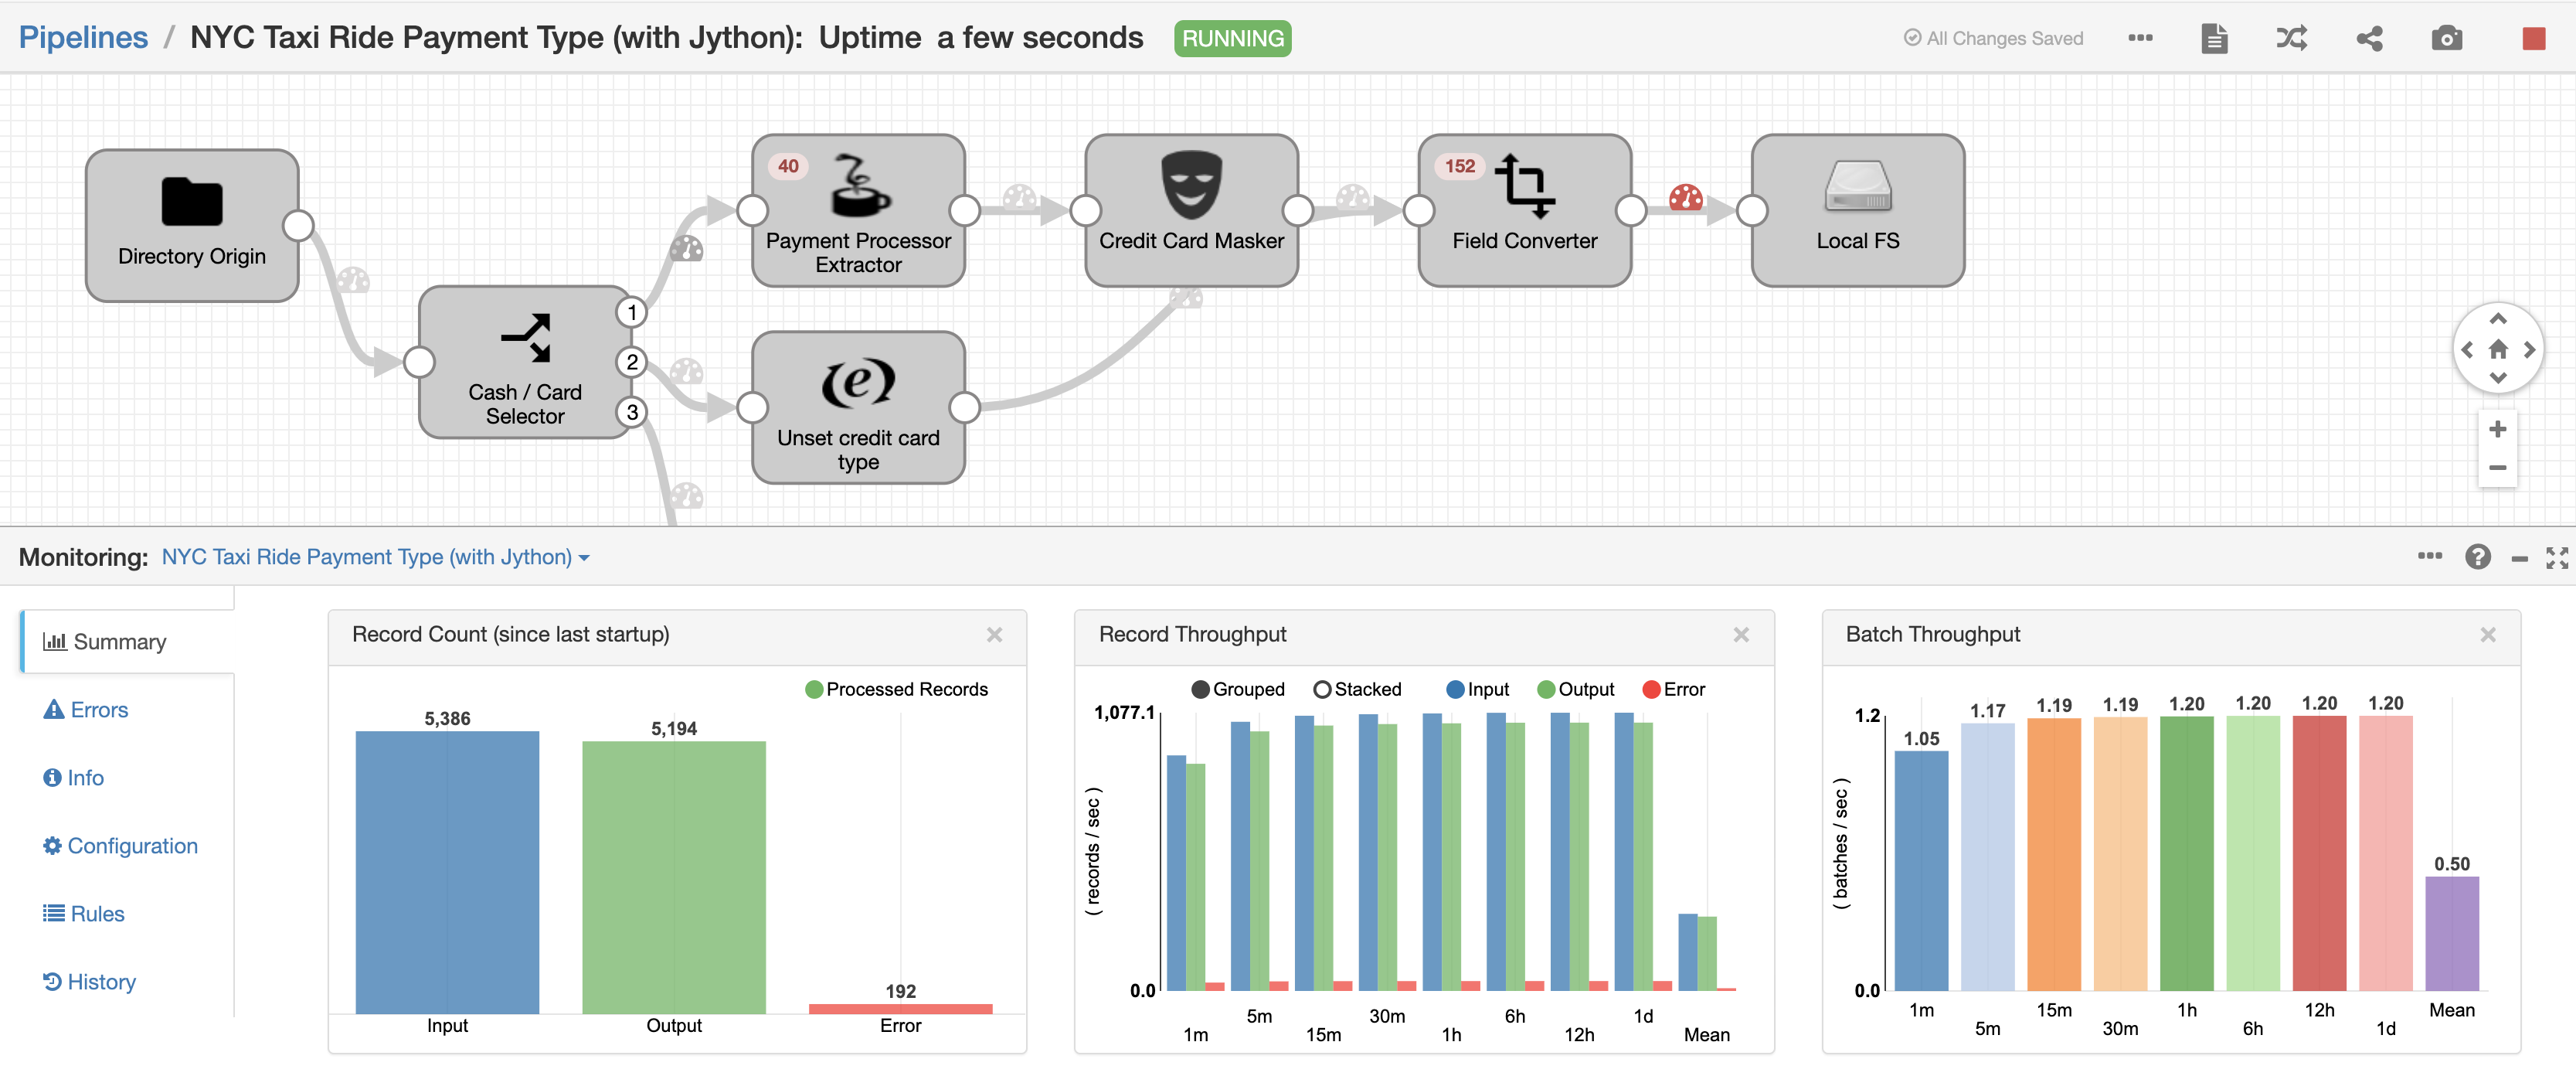 Pipelines / NYC Taxi Ride Payment Type (with Jython): Uptime a few seconds RUNNING All Changes Saved
Directory Origin
Cash / Card
Selector
1
2
3
40
Payment Processor
Extractor
Credit Card Masker
152
Field Converter
Local FS
Unset credit card
type
Monitoring: NYC Taxi Ride Payment Type (with Jython)
Summary
Errors
Info
Configuration
Rules
History
Record Count (since last startup)
Processed Records
5,386
5,194
192
Input Output Error
Record Throughput
Grouped Stacked Input Output Error
1,077.1
( records / sec )
0.0
1m 5m 15m 30m 1h 6h 12h 1d Mean
Batch Throughput
1.2
( batches / sec )
0.0
1.05 1.17 1.19 1.19 1.20 1.20 1.20 1.20 0.50
1m 5m 15m 30m 1h 6h 12h 1d Mean